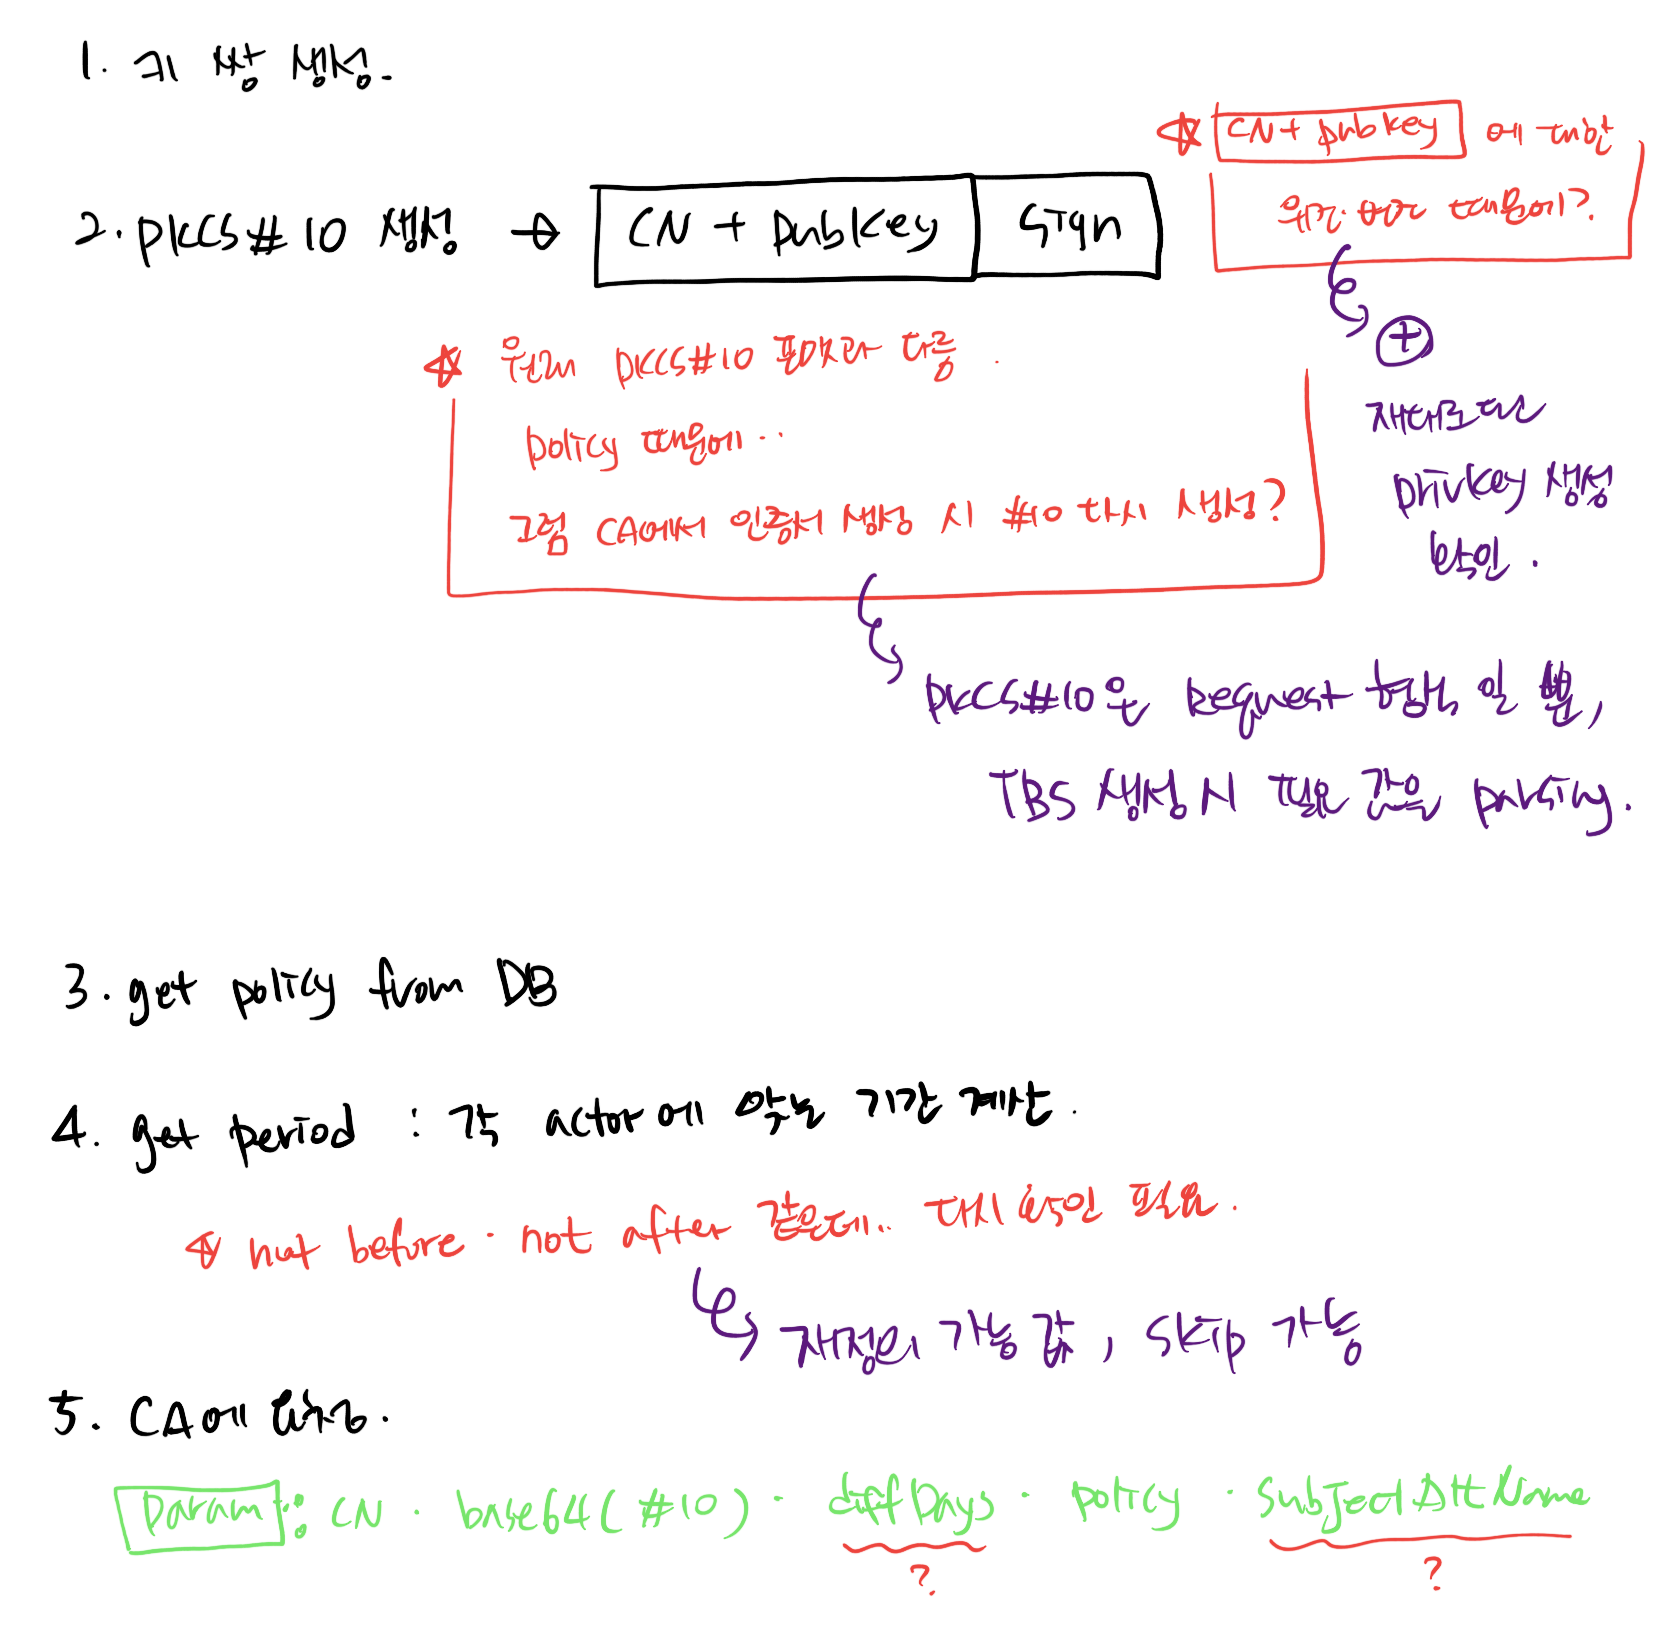 1. 키 쌍 생성.
☆ CN + pubkey 에 대한
위조 방지 때문에?
2. PKCS#10 생성 → CN + pubkey Sign
⊕
제대로된
privkey 생성
확인.
☆ 원래 PKCS#10 포맷과 다름.
policy 때문에..
그럼 CA에서 인증서 생성 시 #10 다시 생성?
PKCS#10은 Request 형식 일 뿐,
TBS 생성 시 필요 값을 parsing.
3. get policy from DB
4. get period : 각 actor에 맞는 기간 계산.
☆ not before · not after 같은데.. 다시 확인 필요.
재정의 가능 값, skip 가능
5. CA에 요청.
Param : CN · base64(#10) · diffDays · policy · SubjectAltName
? ?